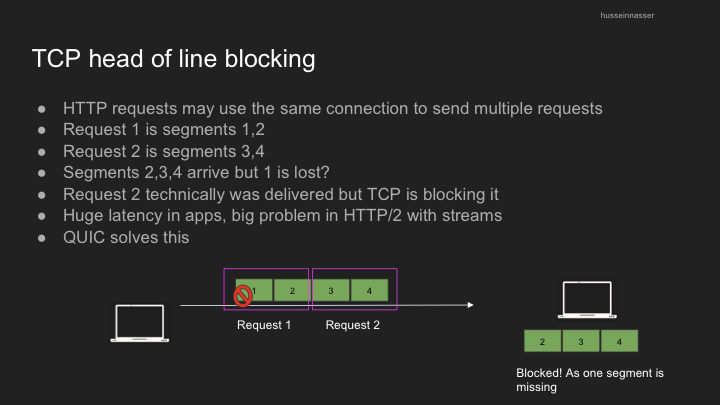 husseinnasser
TCP head of line blocking
● HTTP requests may use the same connection to send multiple requests
● Request 1 is segments 1,2
● Request 2 is segments 3,4
● Segments 2,3,4 arrive but 1 is lost?
● Request 2 technically was delivered but TCP is blocking it
● Huge latency in apps, big problem in HTTP/2 with streams
● QUIC solves this
1 2 3 4
Request 1 Request 2
2 3 4
Blocked! As one segment is
missing